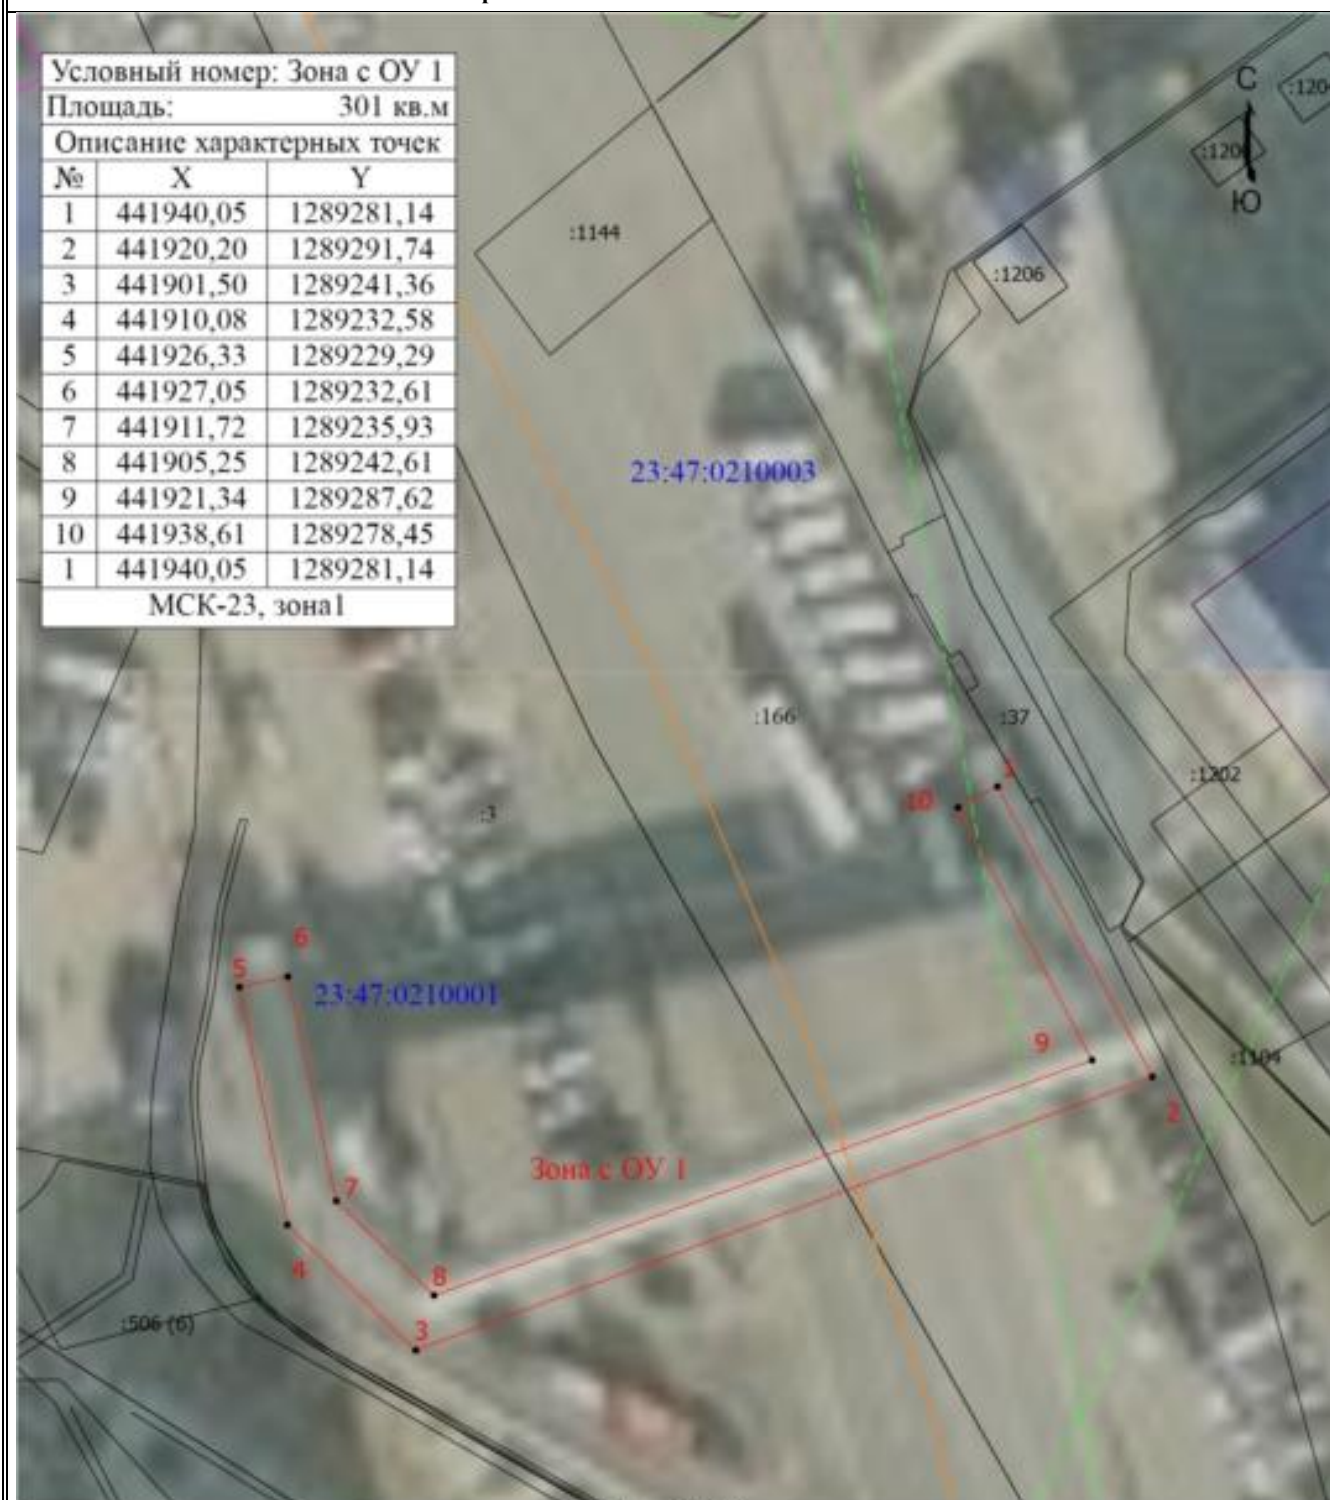 Условный номер: Зона с ОУ 1
Площадь: 301 кв.м
Описание характерных точек
№ X Y
1 441940,05 1289281,14
2 441920,20 1289291,74
3 441901,50 1289241,36
4 441910,08 1289232,58
5 441926,33 1289229,29
6 441927,05 1289232,61
7 441911,72 1289235,93
8 441905,25 1289242,61
9 441921,34 1289287,62
10 441938,61 1289278,45
1 441940,05 1289281,14
МСК-23, зона1
С
Ю
:1144
:1206
23:47:0210003
:166
:37
:1202
1
10
:3
6
5
23:47:0210001
9
:1104
2
Зона с ОУ 1
7
4
8
3
:506 (6)